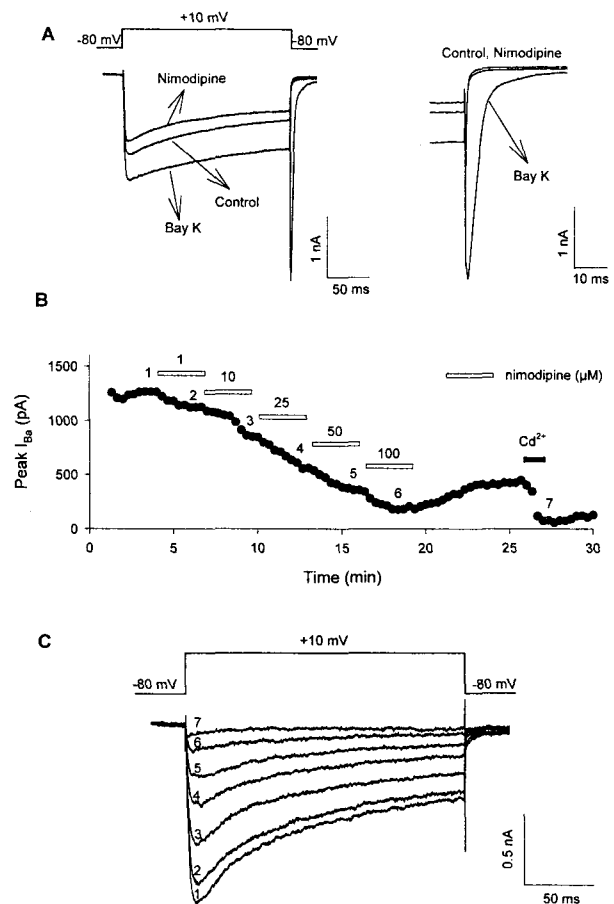 A
+10 mV
-80 mV
-80 mV
Nimodipine
Control
Bay K
1 nA
50 ms
Control, Nimodipine
Bay K
1 nA
10 ms
B
Peak I_Ba (pA)
1500
1000
500
0
1
1
2
10
3
25
4
50
5
100
6
nimodipine (µM)
Cd²⁺
7
0
5
10
15
20
25
30
Time (min)
C
+10 mV
-80 mV
-80 mV
7
6
5
4
3
2
1
0.5 nA
50 ms